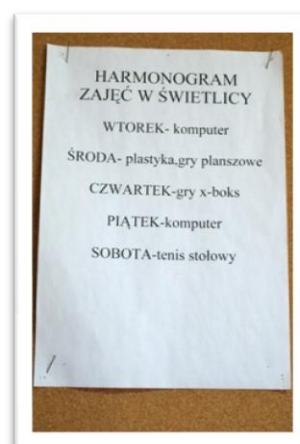 HARMONOGRAM
ZAJĘĆ W ŚWIETLICY
WTOREK- komputer
ŚRODA- plastyka,gry planszowe
CZWARTEK-gry x-boks
PIĄTEK-komputer
SOBOTA-tenis stołowy